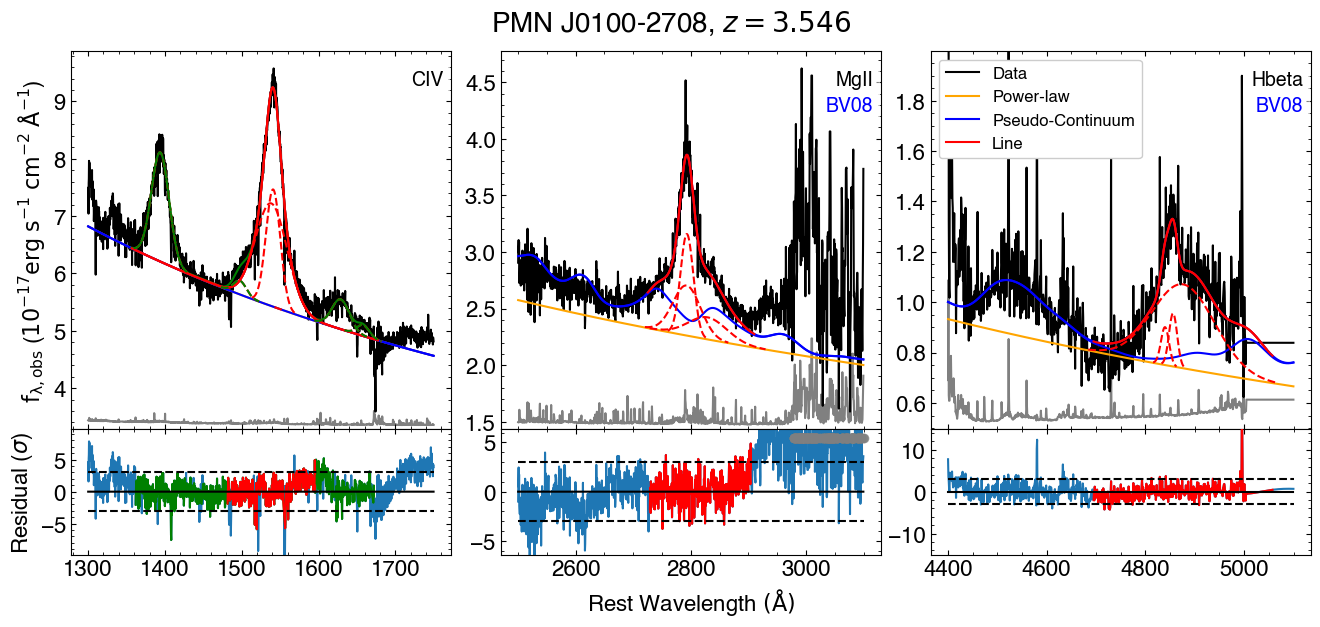 PMN J0100-2708, z = 3.546
f λ, obs (10⁻¹⁷erg s⁻¹ cm⁻² Å⁻¹)
9
8
7
6
5
4
CIV
4.5
4.0
3.5
3.0
2.5
2.0
1.5
MgII
BV08
1.8
1.6
1.4
1.2
1.0
0.8
0.6
Data
Power-law
Pseudo-Continuum
Line
Hbeta
BV08
Residual (σ)
5
0
−5
5
0
−5
10
0
−10
1300 1400 1500 1600 1700
2600 2800 3000
4400 4600 4800 5000
Rest Wavelength (Å)